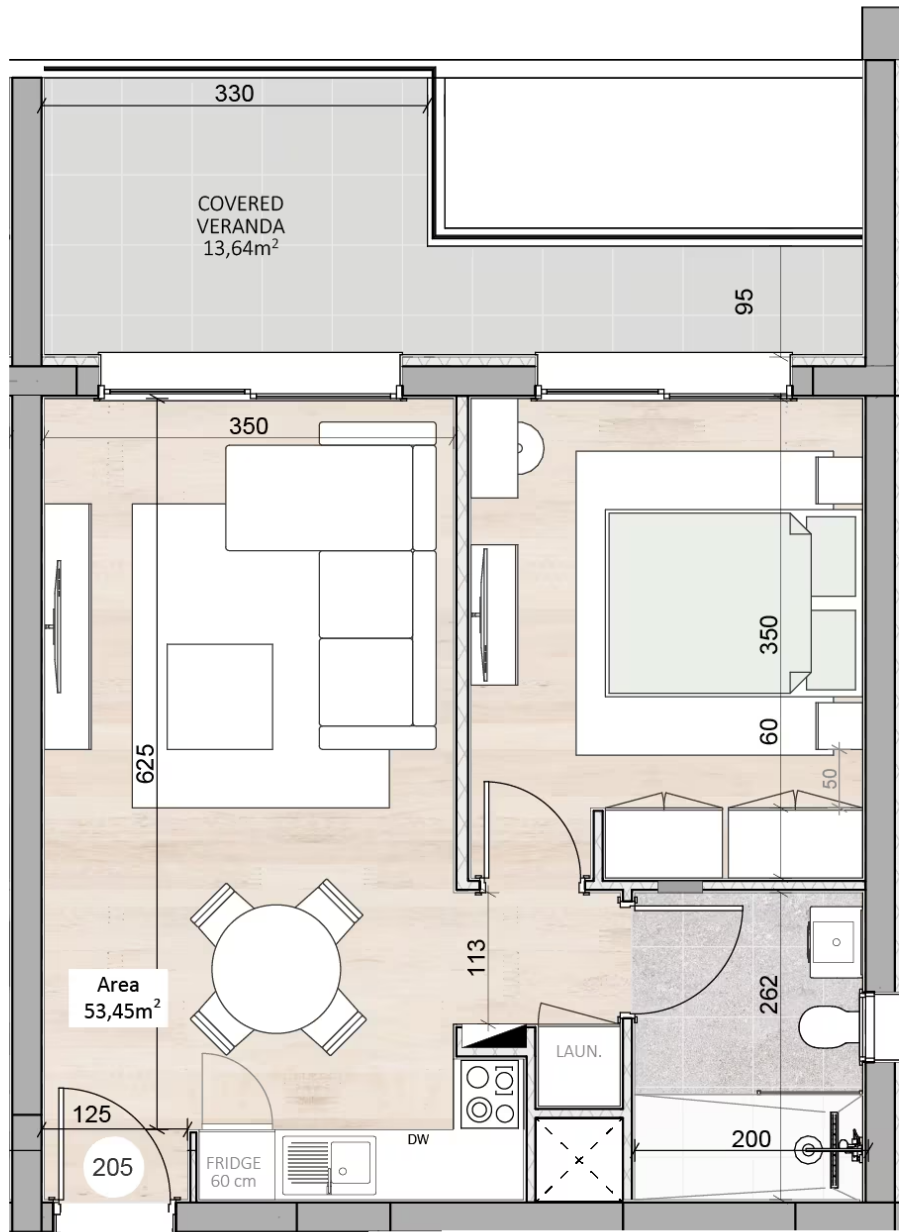 330
COVERED
VERANDA
13,64m²
95
350
350
60
50
625
113
262
Area
53,45m²
LAUN.
125
DW
200
205
FRIDGE
60 cm